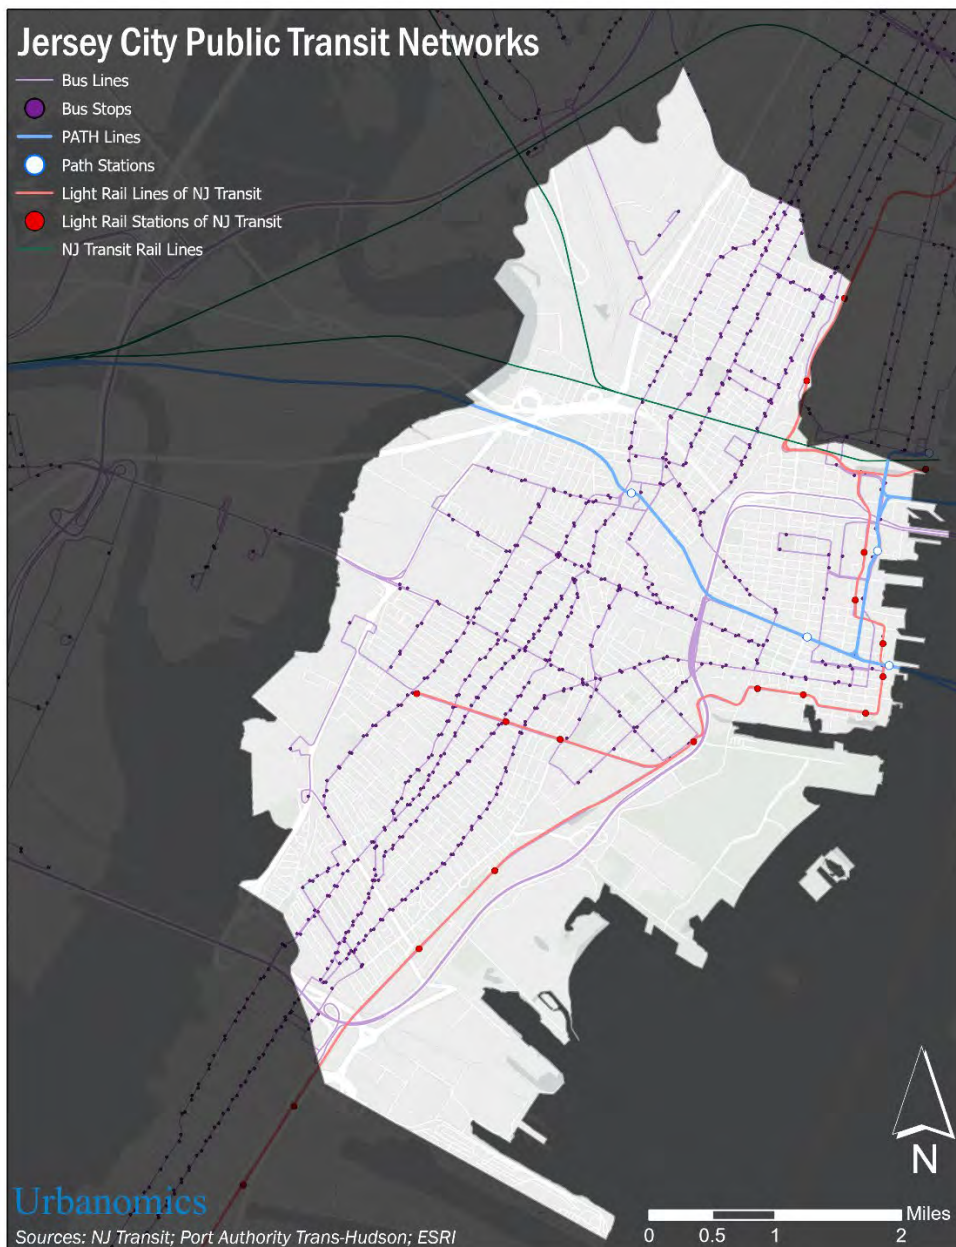 Jersey City Public Transit Networks
Bus Lines
Bus Stops
PATH Lines
Path Stations
Light Rail Lines of NJ Transit
Light Rail Stations of NJ Transit
NJ Transit Rail Lines
N
Urbanomics
Miles
Sources: NJ Transit; Port Authority Trans-Hudson; ESRI
0 0.5 1 2